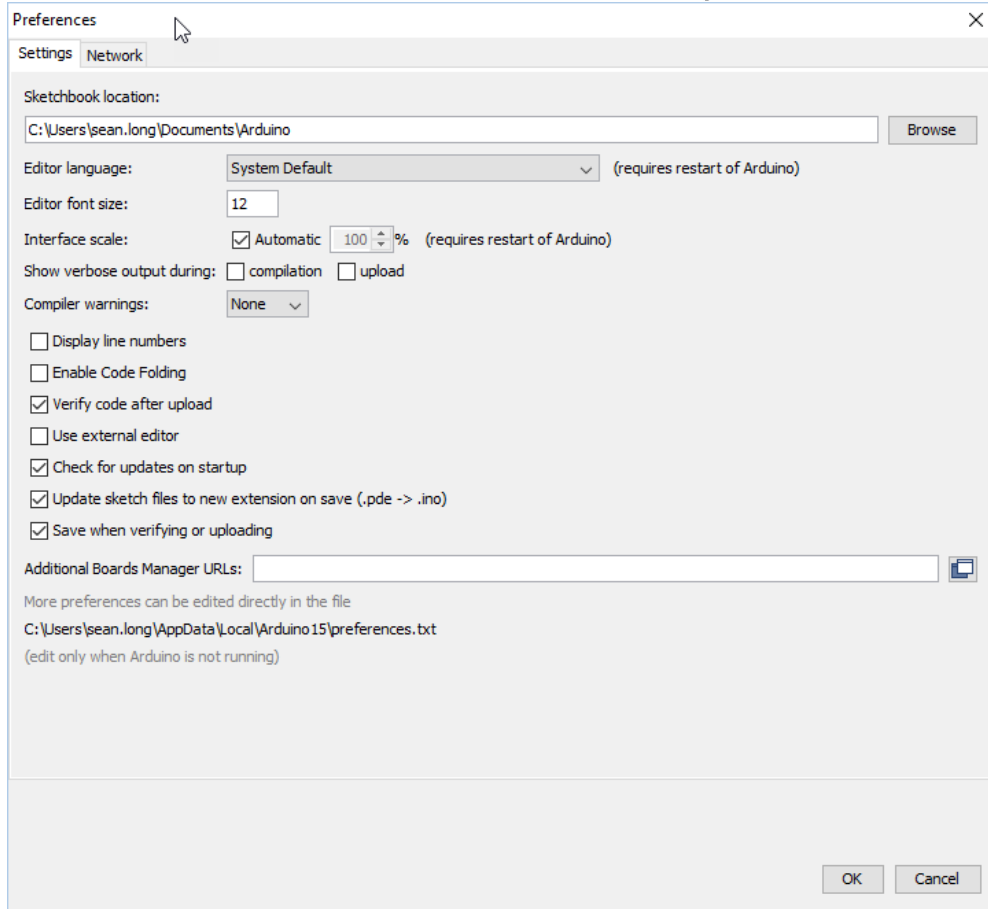 Preferences
Settings Network
Sketchbook location:
C:\Users\sean.long\Documents\Arduino Browse
Editor language: System Default (requires restart of Arduino)
Editor font size: 12
Interface scale: Automatic 100 % (requires restart of Arduino)
Show verbose output during: compilation upload
Compiler warnings: None
Display line numbers
Enable Code Folding
Verify code after upload
Use external editor
Check for updates on startup
Update sketch files to new extension on save (.pde -> .ino)
Save when verifying or uploading
Additional Boards Manager URLs:
More preferences can be edited directly in the file
C:\Users\sean.long\AppData\Local\Arduino15\preferences.txt
(edit only when Arduino is not running)
OK Cancel